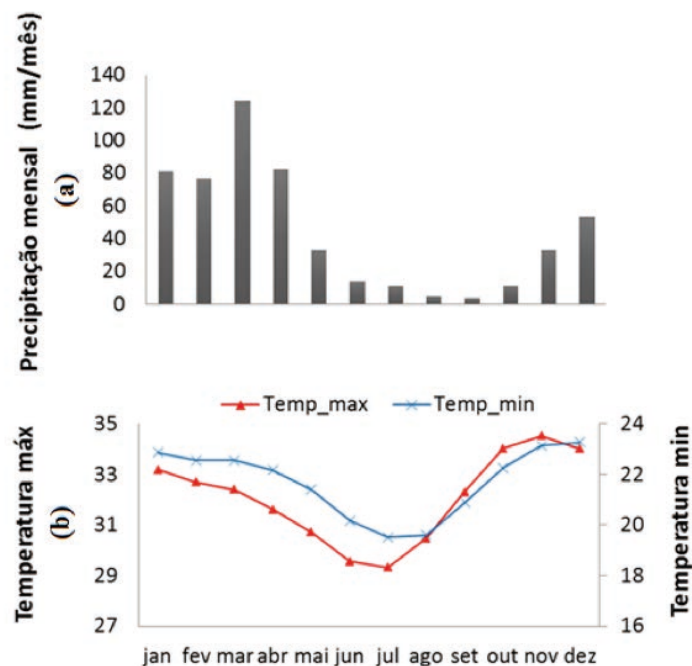 Precipitação mensal (mm/mês)
(a)
140
120
100
80
60
40
20
0
Temp_max Temp_min
Temperatura máx
(b)
35
33
31
29
27
24
22
20
18
16
Temperatura min
jan fev mar abr mai jun jul ago set out nov dez